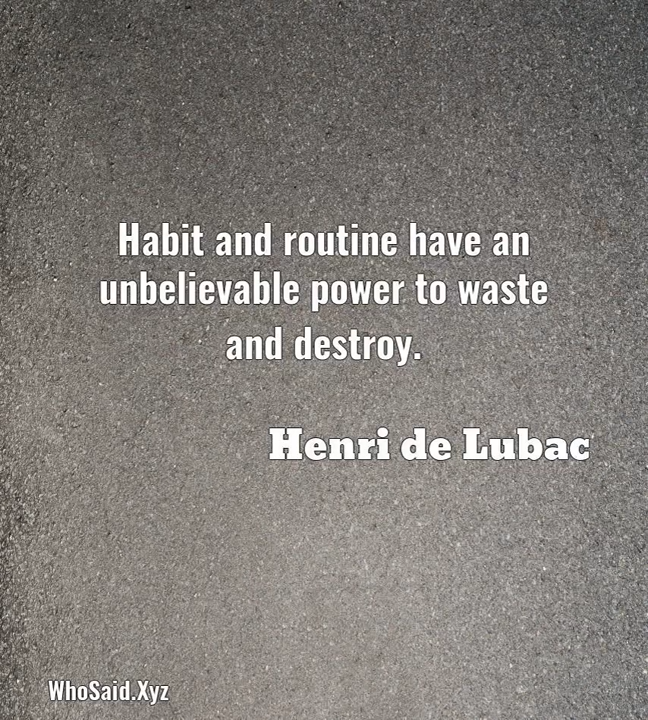 Habit and routine have an
unbelievable power to waste
and destroy.
Henri de Lubac
WhoSaid.Xyz